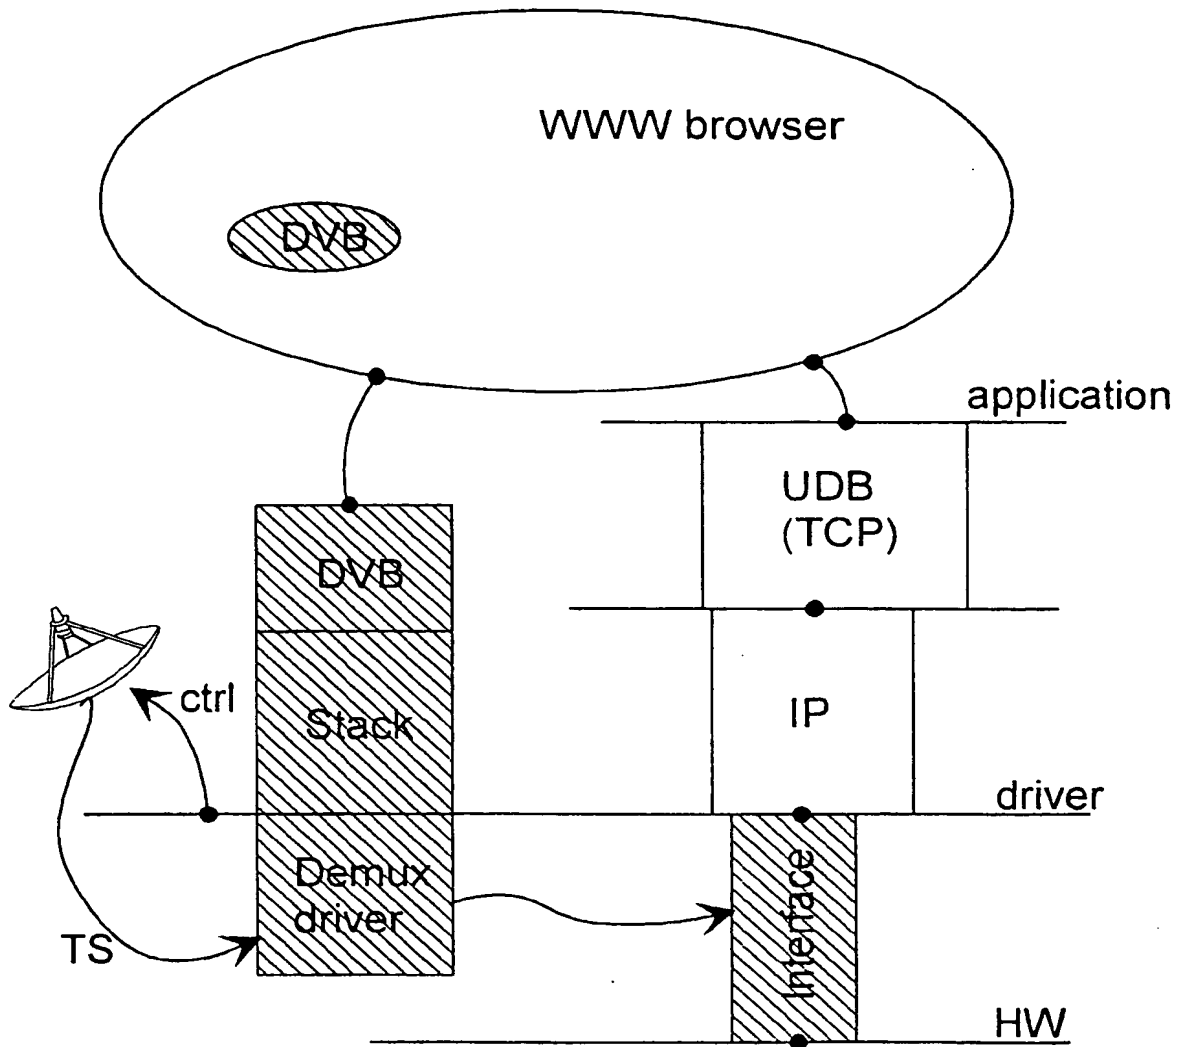 WWW browser
DVB
application
UDB
(TCP)
DVB
ctrl
Stack
IP
driver
Demux
driver
Interface
TS
HW